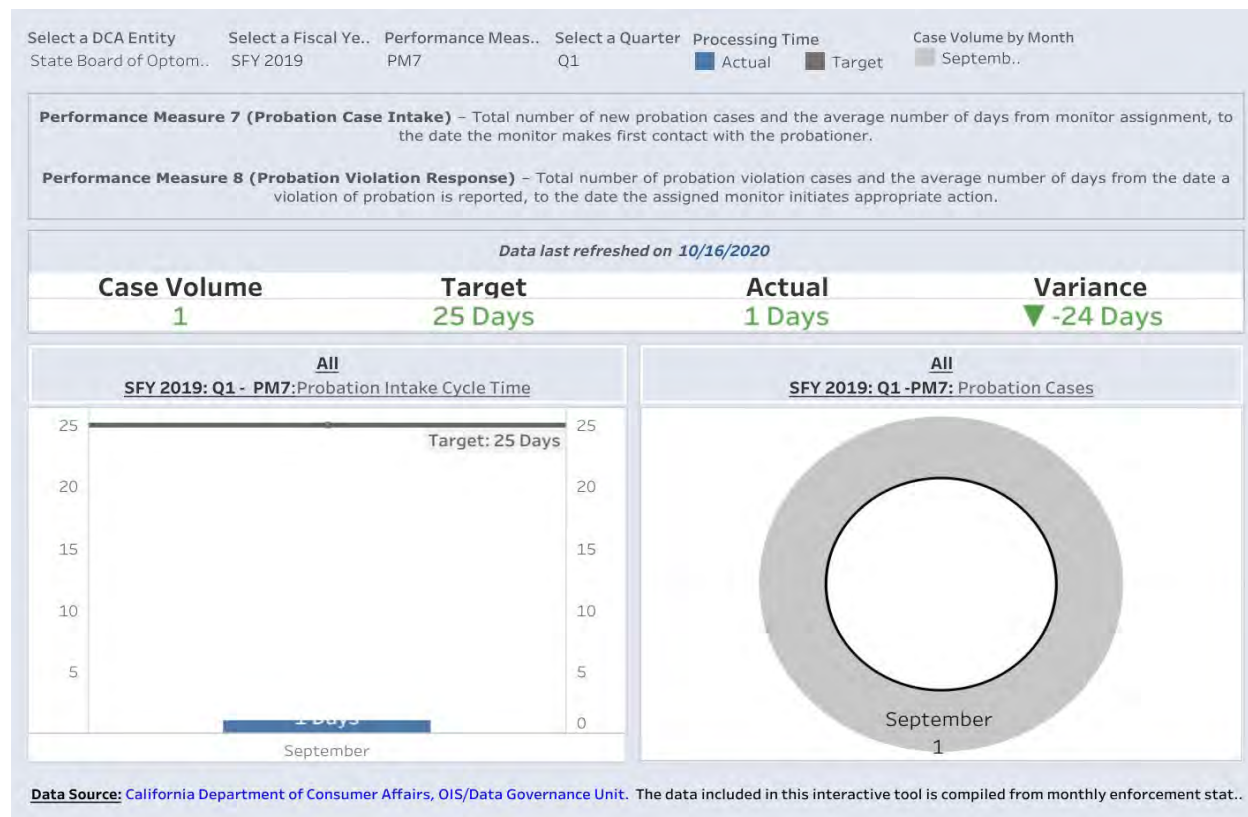 Select a DCA Entity Select a Fiscal Ye.. Performance Meas.. Select a Quarter Processing Time Case Volume by Month
State Board of Optom.. SFY 2019 PM7 Q1 Actual Target Septemb..
Performance Measure 7 (Probation Case Intake) – Total number of new probation cases and the average number of days from monitor assignment, to
the date the monitor makes first contact with the probationer.
Performance Measure 8 (Probation Violation Response) – Total number of probation violation cases and the average number of days from the date a
violation of probation is reported, to the date the assigned monitor initiates appropriate action.
Data last refreshed on 10/16/2020
Case Volume Target Actual Variance
1 25 Days 1 Days ▼ -24 Days
All
SFY 2019: Q1 - PM7:Probation Intake Cycle Time
25 25
Target: 25 Days
20 20
15 15
10 10
5 5
1 Days 0
September
All
SFY 2019: Q1 -PM7: Probation Cases
September
1
Data Source: California Department of Consumer Affairs, OIS/Data Governance Unit. The data included in this interactive tool is compiled from monthly enforcement stat..